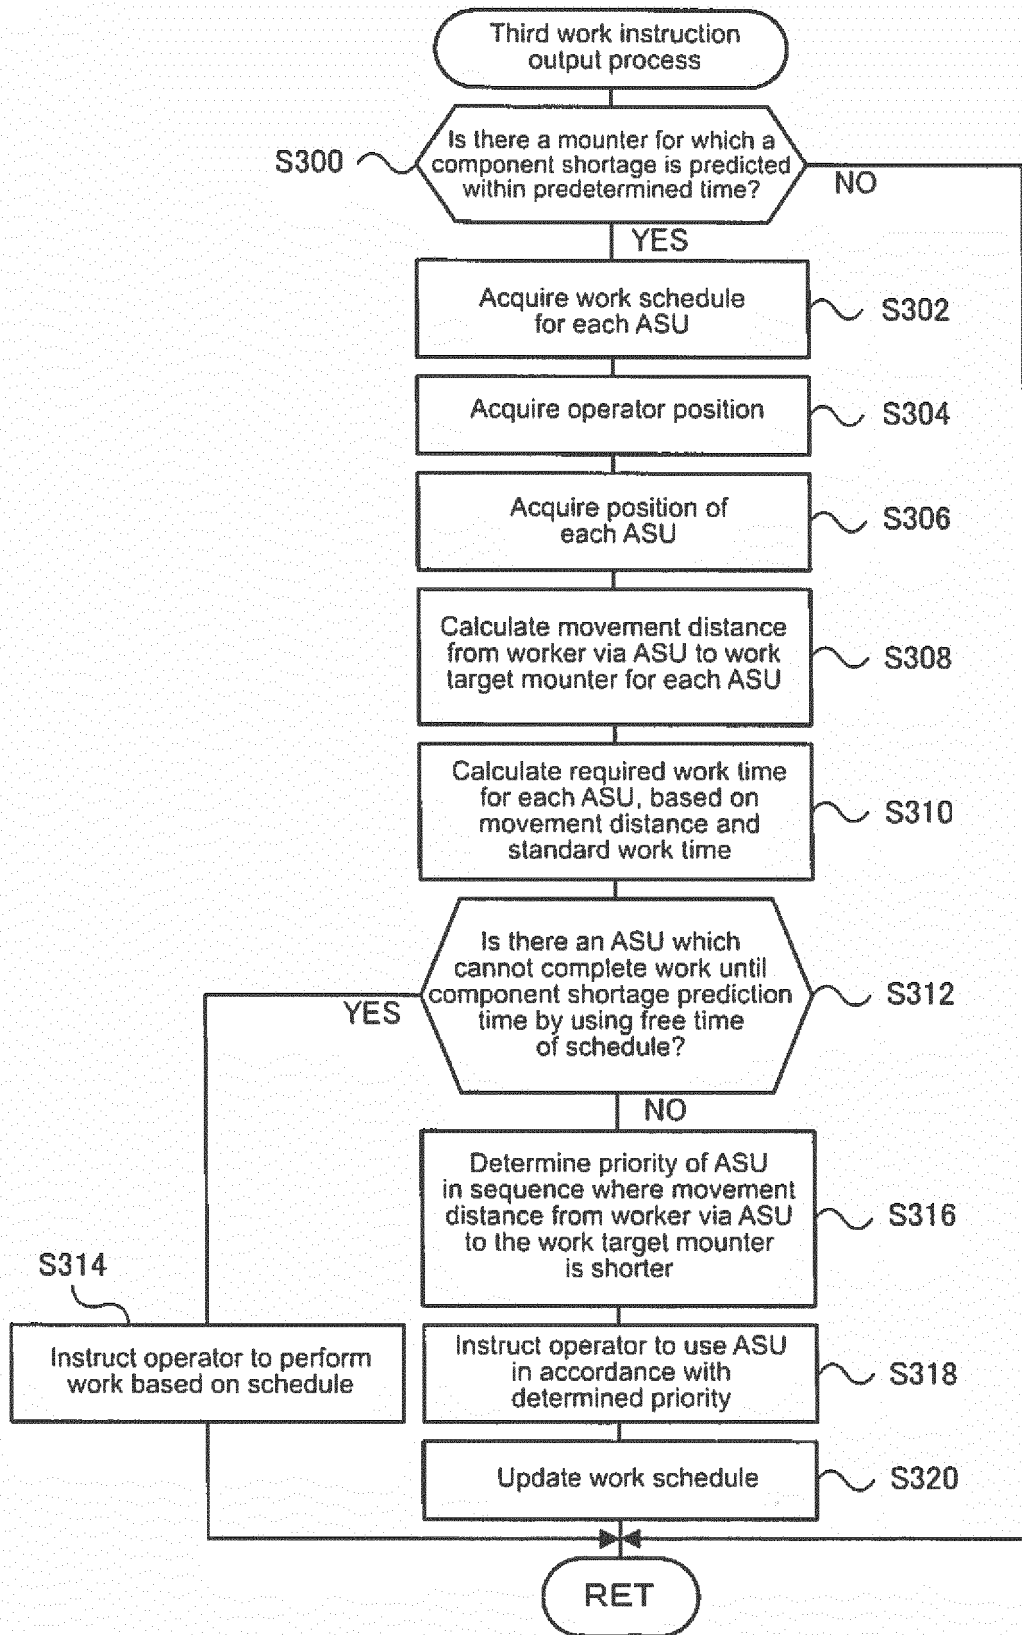 Third work instruction
output process
Is there a mounter for which a
component shortage is predicted
within predetermined time?
S300
NO
YES
Acquire work schedule
for each ASU
S302
Acquire operator position
S304
Acquire position of
each ASU
S306
Calculate movement distance
from worker via ASU to work
target mounter for each ASU
S308
Calculate required work time
for each ASU, based on
movement distance and
standard work time
S310
Is there an ASU which
cannot complete work until
component shortage prediction
time by using free time
of schedule?
S312
YES
NO
Determine priority of ASU
in sequence where movement
distance from worker via ASU
to the work target mounter
is shorter
S316
S314
Instruct operator to perform
work based on schedule
Instruct operator to use ASU
in accordance with
determined priority
S318
Update work schedule
S320
RET